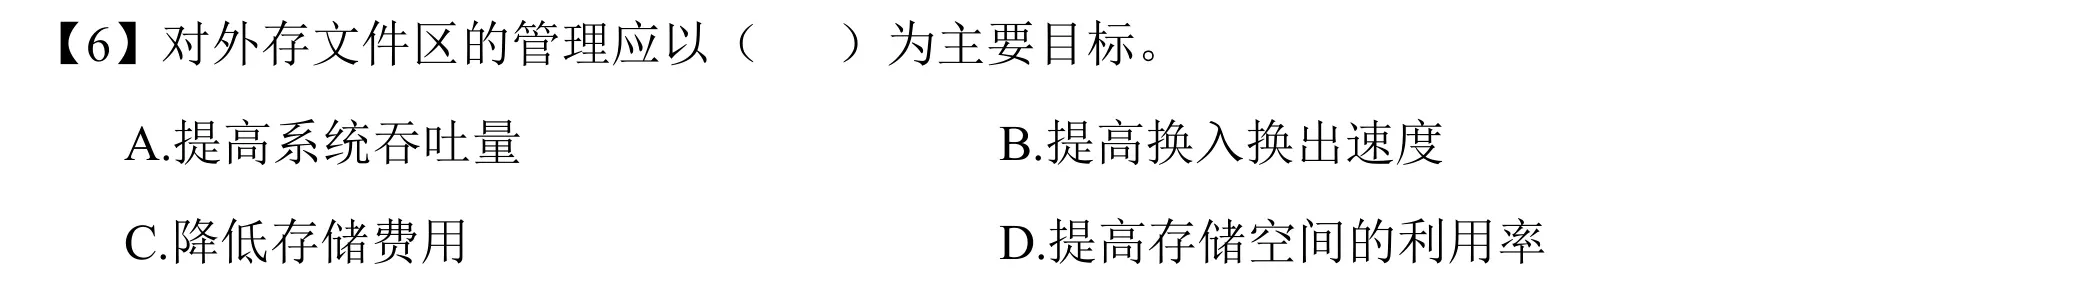 【6】对外存文件区的管理应以（　　）为主要目标。
A.提高系统吞吐量　　B.提高换入换出速度
C.降低存储费用　　D.提高存储空间的利用率